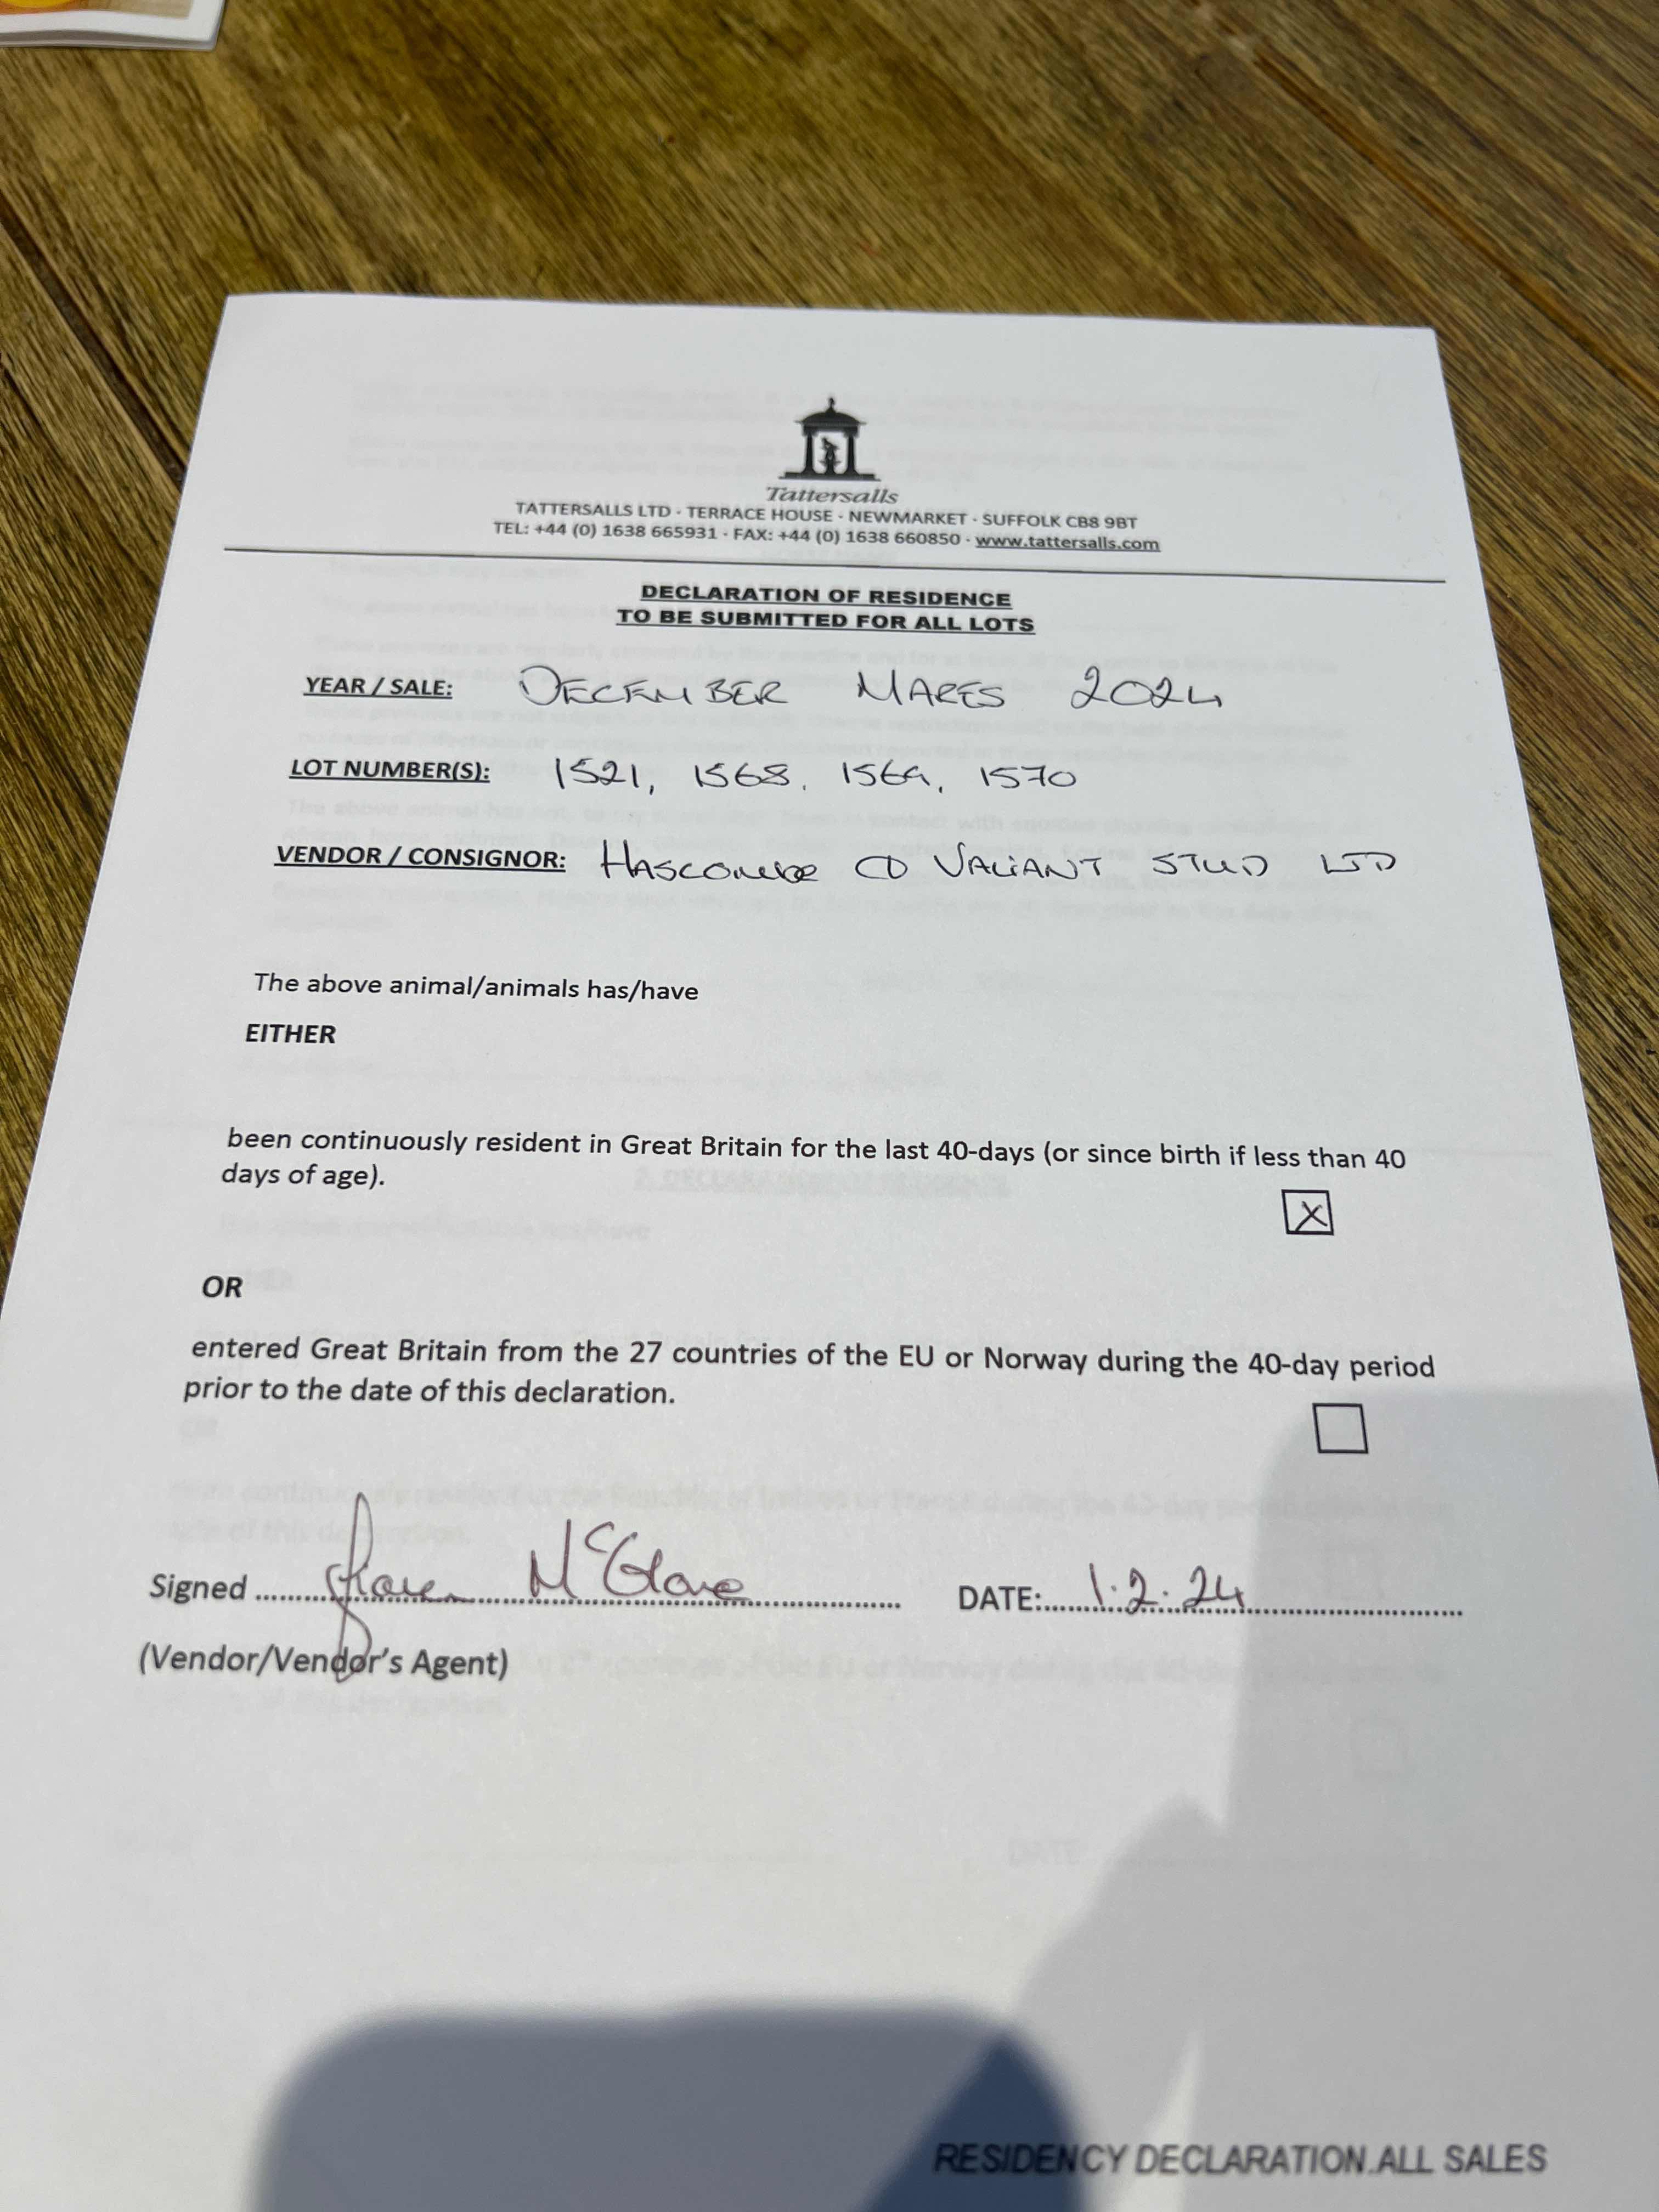 Tattersalls
TATTERSALLS LTD · TERRACE HOUSE · NEWMARKET · SUFFOLK CB8 9BT
TEL: +44 (0) 1638 665931 · FAX: +44 (0) 1638 660850 · www.tattersalls.com
DECLARATION OF RESIDENCE
TO BE SUBMITTED FOR ALL LOTS
YEAR / SALE: DECEMBER MARES 2024
LOT NUMBER(S): 1521, 1568, 1569, 1570
VENDOR / CONSIGNOR: HASCOMBE CO VALIANT STUD LTD
The above animal/animals has/have
EITHER
been continuously resident in Great Britain for the last 40-days (or since birth if less than 40
days of age).
X
OR
entered Great Britain from the 27 countries of the EU or Norway during the 40-day period
prior to the date of this declaration.
Signed McGlone DATE: 1.2.24
(Vendor/Vendor's Agent)
RESIDENCY DECLARATION.ALL SALES